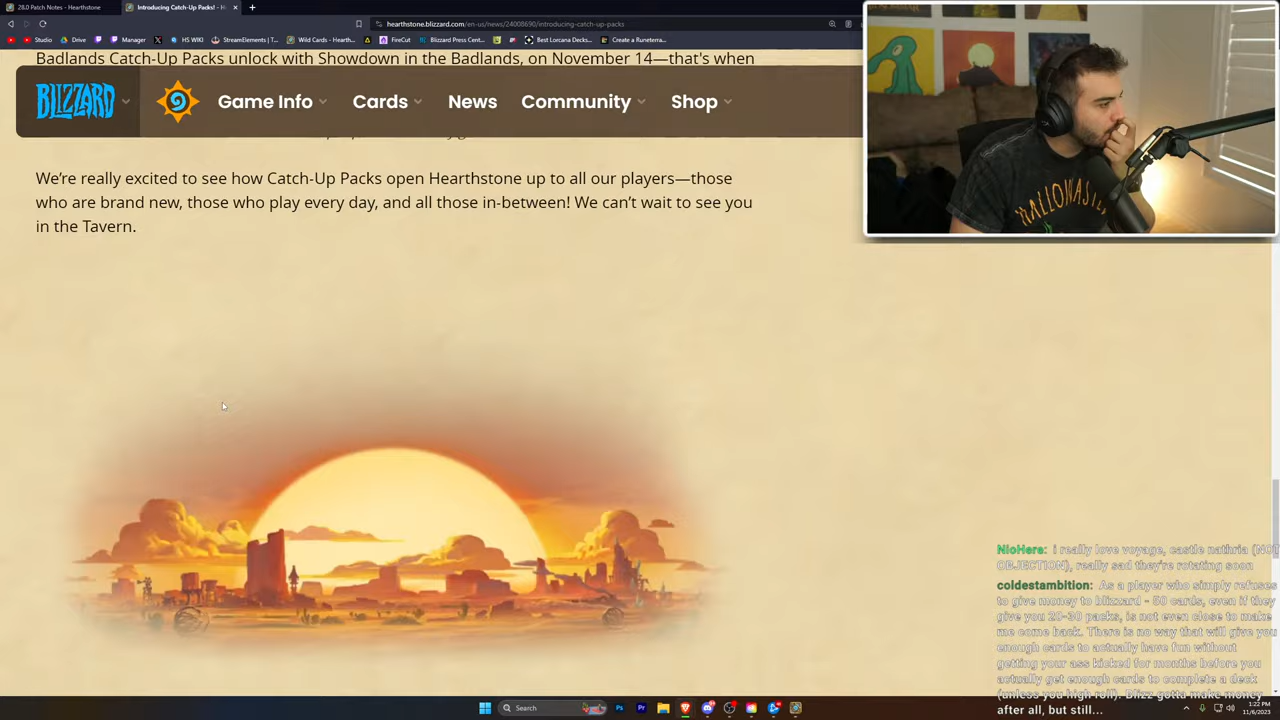 28.0 Patch Notes - Hearthstone
Introducing Catch-Up Packs! - H
hearthstone.blizzard.com/en-us/news/24008690/introducing-catch-up-packs
Studio
Drive
Manager
HS WIKI
StreamElements | T...
Wild Cards - Hearth...
FireCut
Blizzard Press Cent...
Best Lorcana Decks...
Create a Runeterra...
Badlands Catch-Up Packs unlock with Showdown in the Badlands, on November 14—that's when
BLIZZARD
Game Info
Cards
News
Community
Shop
We're really excited to see how Catch-Up Packs open Hearthstone up to all our players—those
who are brand new, those who play every day, and all those in-between! We can't wait to see you
in the Tavern.
NioHere: i really love voyage, castle nathria (NO
OBJECTION), really sad they're rotating soon
coldestambition: As a player who simply refuses
to give money to blizzard - 50 cards, even if they
give you 20-30 packs, is not even close to make
me come back. There is no way that will give you
enough cards to actually have fun without
getting your ass kicked for months before you
actually get enough cards to complete a deck
(unless you high roll). Blizz gotta make money
after all, but still...
Search
1:22 PM
11/6/2023